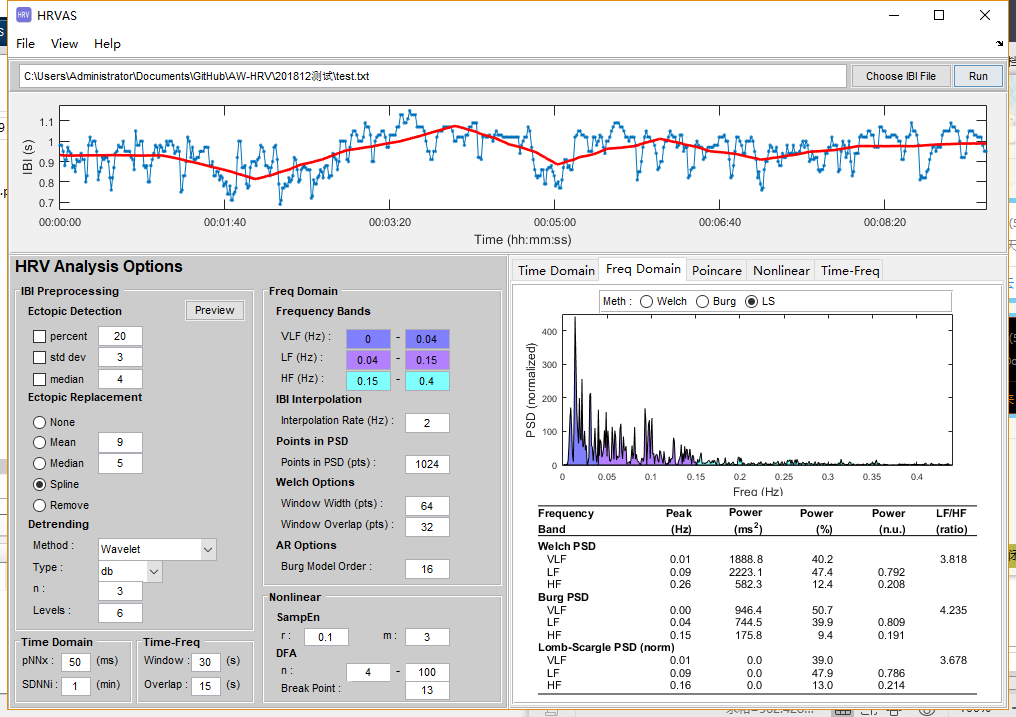 HRV HRVAS
File View Help
C:\Users\Administrator\Documents\GitHub\AW-HRV\201812测试\test.txt Choose IBI File Run
IBI (s)
1.1
1
0.9
0.8
0.7
00:00:00 00:01:40 00:03:20 00:05:00 00:06:40 00:08:20
Time (hh:mm:ss)
HRV Analysis Options
IBI Preprocessing
Ectopic Detection Preview
percent 20
std dev 3
median 4
Ectopic Replacement
None
Mean 9
Median 5
Spline
Remove
Detrending
Method : Wavelet
Type : db
n : 3
Levels : 6
Time Domain
pNNx : 50 (ms)
SDNNi : 1 (min)
Time-Freq
Window : 30 (s)
Overlap : 15 (s)
Freq Domain
Frequency Bands
VLF (Hz) : 0 - 0.04
LF (Hz) : 0.04 - 0.15
HF (Hz) : 0.15 - 0.4
IBI Interpolation
Interpolation Rate (Hz) : 2
Points in PSD
Points in PSD (pts) : 1024
Welch Options
Window Width (pts) : 64
Window Overlap (pts) : 32
AR Options
Burg Model Order : 16
Nonlinear
SampEn
r : 0.1 m : 3
DFA
n : 4 - 100
Break Point : 13
Time Domain Freq Domain Poincare Nonlinear Time-Freq
Meth : Welch Burg LS
PSD (normalized)
400
300
200
100
0
0 0.05 0.1 0.15 0.2 0.25 0.3 0.35 0.4
Freq (Hz)
Frequency Peak Power Power Power LF/HF
Band (Hz) (ms²) (%) (n.u.) (ratio)
Welch PSD
VLF 0.01 1888.8 40.2 3.818
LF 0.09 2223.1 47.4 0.792
HF 0.26 582.3 12.4 0.208
Burg PSD
VLF 0.00 946.4 50.7 4.235
LF 0.04 744.5 39.9 0.809
HF 0.15 175.8 9.4 0.191
Lomb-Scargle PSD (norm)
VLF 0.01 0.0 39.0 3.678
LF 0.09 0.0 47.9 0.786
HF 0.16 0.0 13.0 0.214